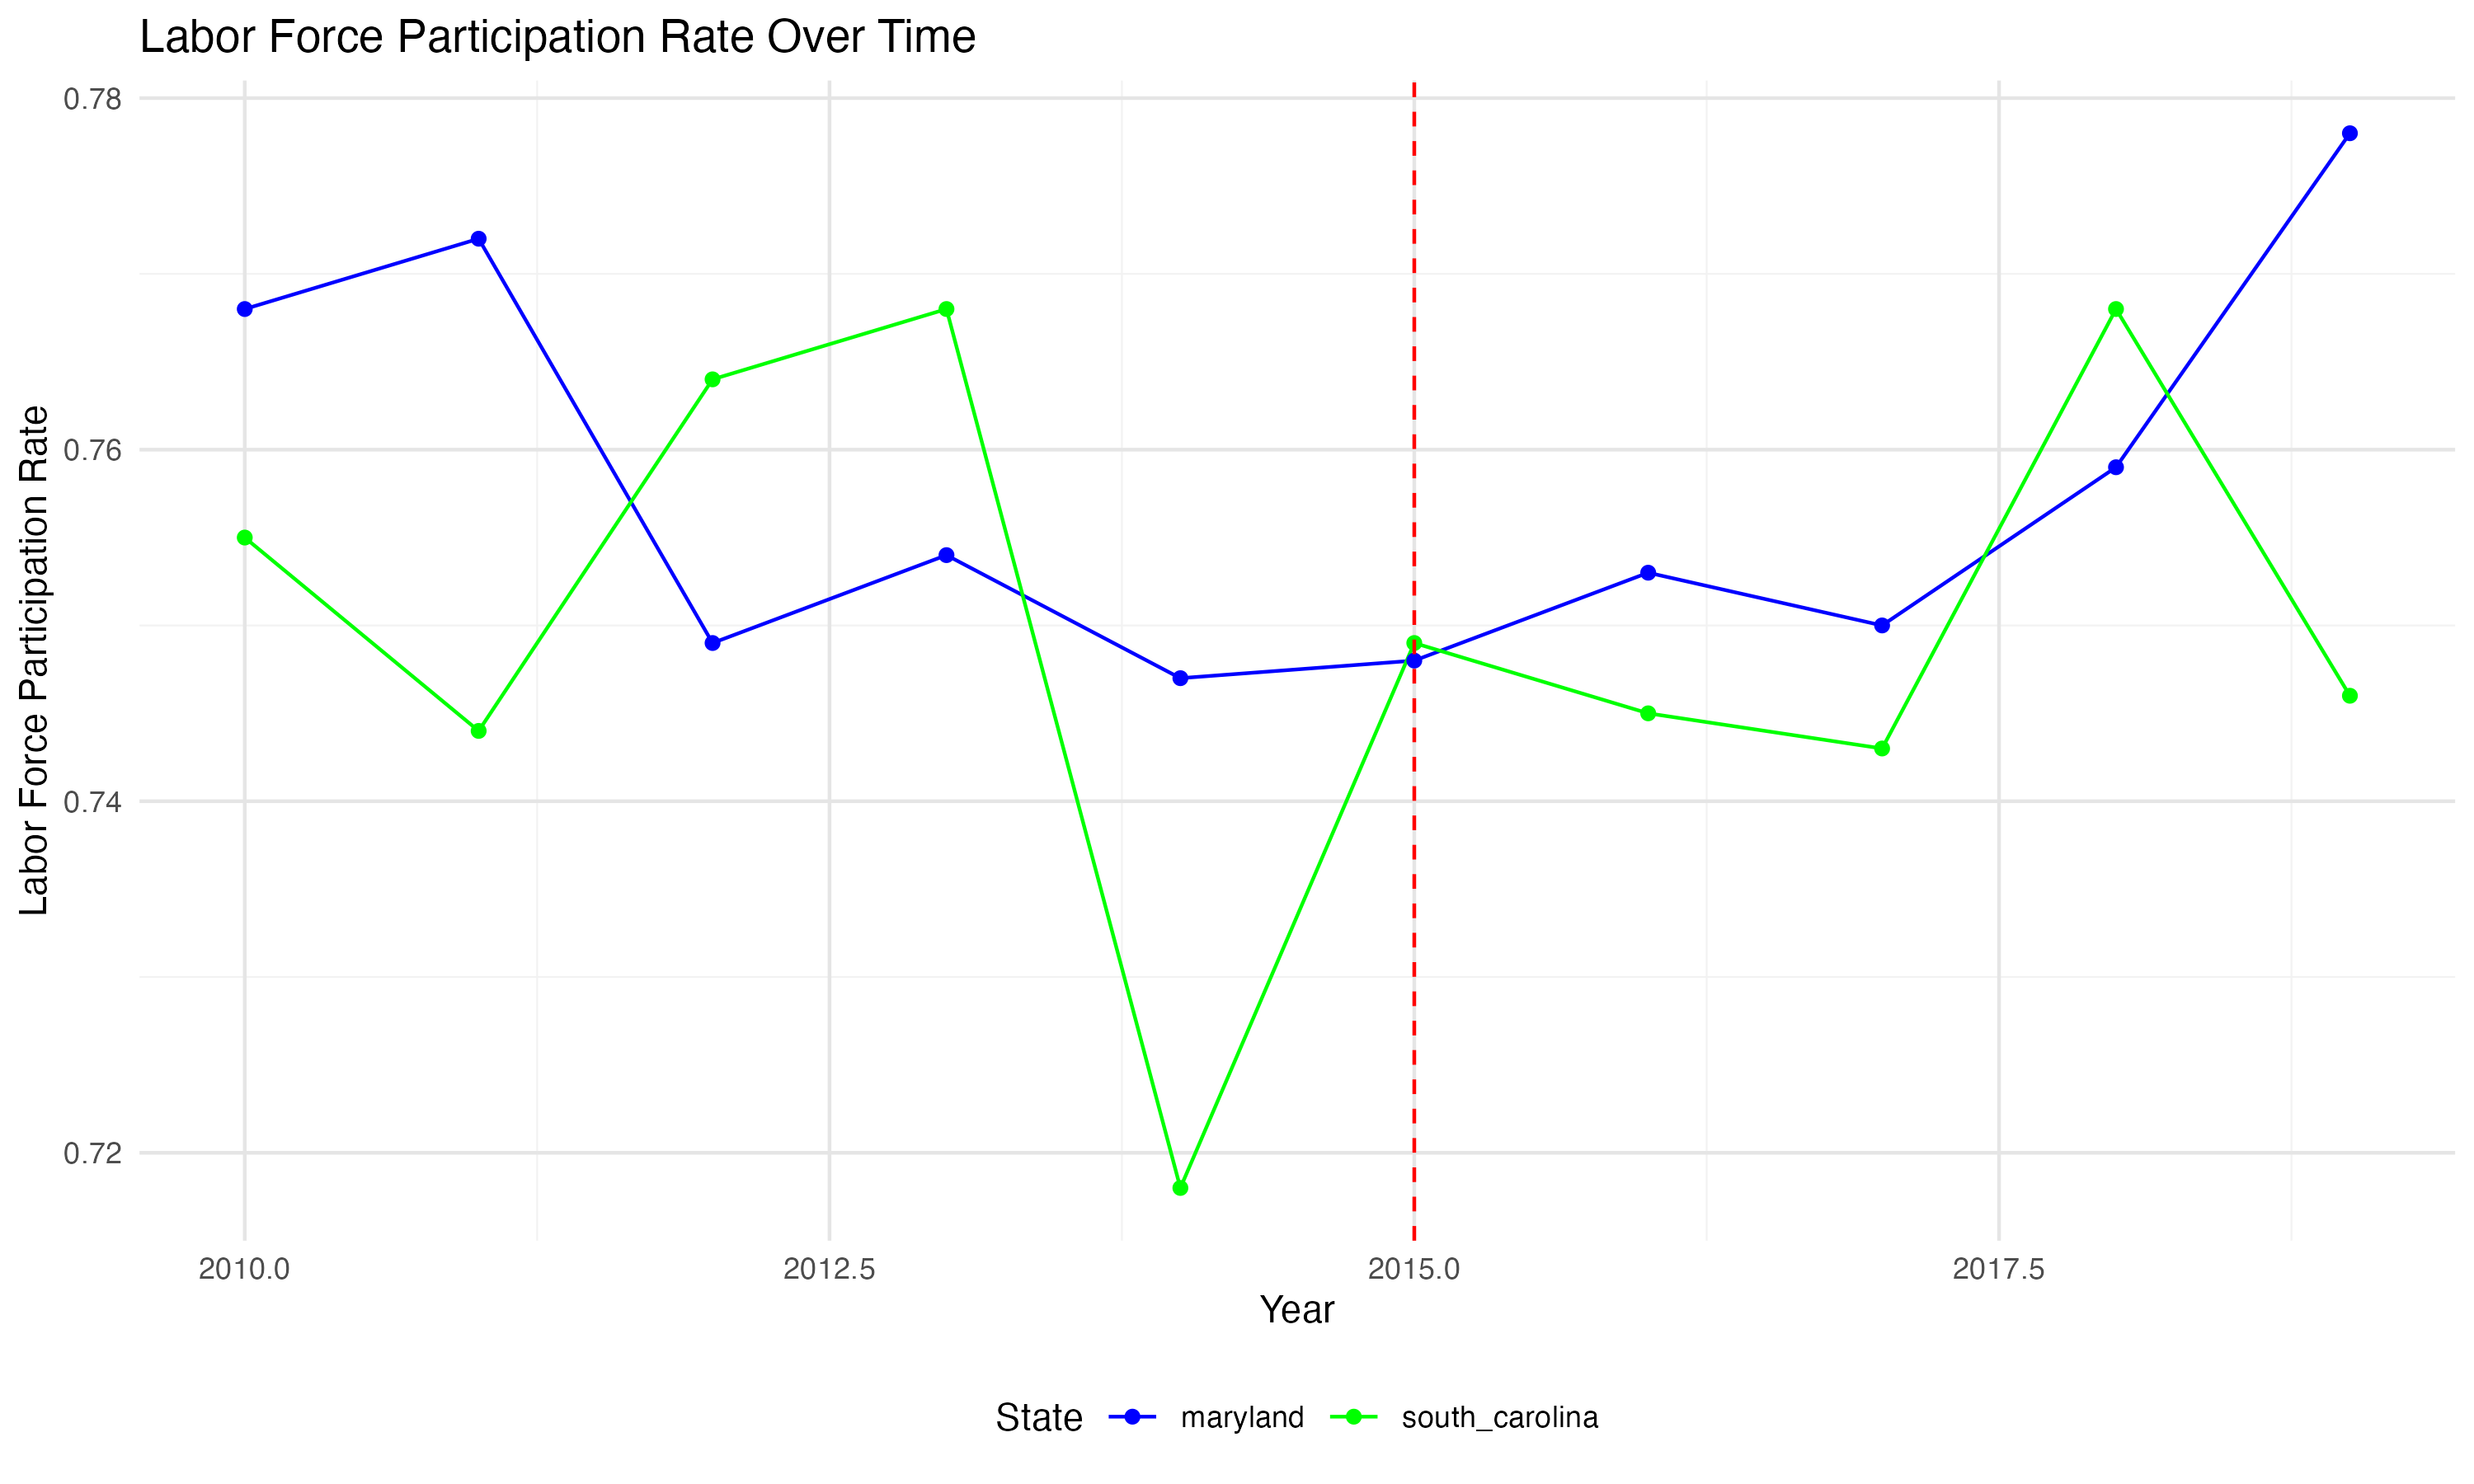 Labor Force Participation Rate Over Time
Labor Force Participation Rate
0.78
0.76
0.74
0.72
2010.0 2012.5 2015.0 2017.5
Year
State maryland south_carolina